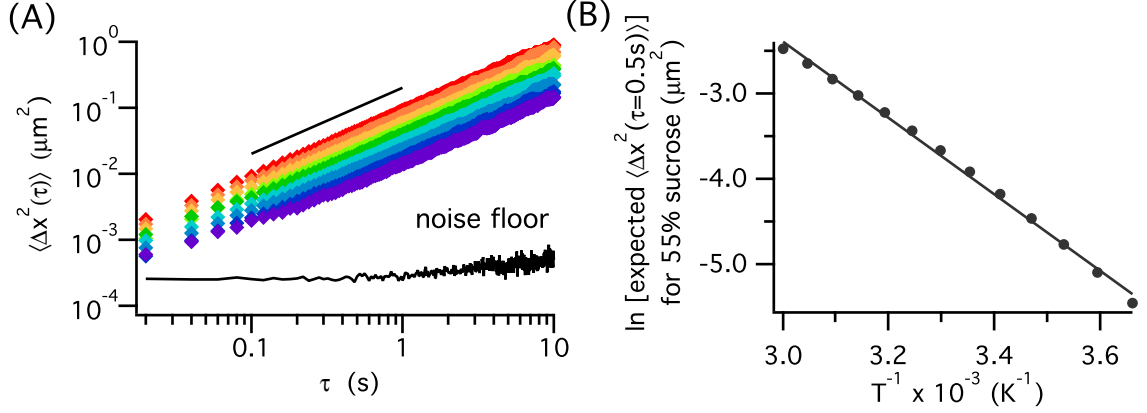 (A)
⟨Δx²(τ)⟩ (μm²)
10⁰
10⁻¹
10⁻²
10⁻³
10⁻⁴
noise floor
0.1 1 10
τ (s)
(B)
ln [expected ⟨Δx²(τ=0.5s)⟩]
for 55% sucrose (μm²)
-3.0
-4.0
-5.0
3.0 3.2 3.4 3.6
T⁻¹ x 10⁻³ (K⁻¹)